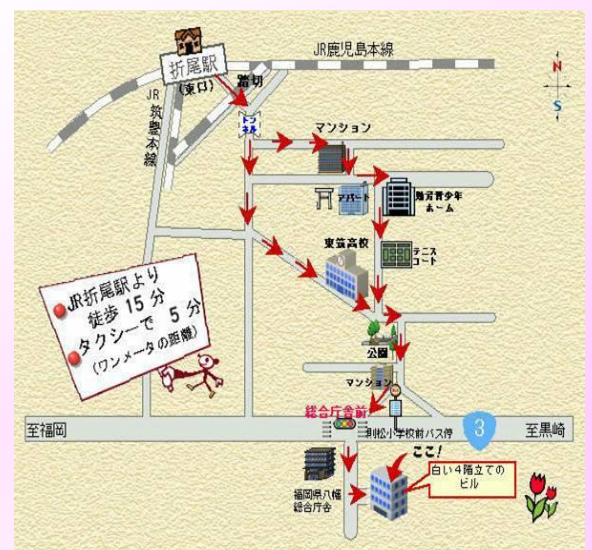 JR鹿児島本線
折尾駅
(東口)
踏切
N
S
JR
筑豊本線
トン
ネル
マンション
アパート
勤労青少年
ホーム
東筑高校
テニス
コート
JR折尾駅より
徒歩 15 分
タクシーで 5 分
(ワンメータの距離)
公園
マンション
総合庁舎前
至福岡
則松小学校前バス停
3
至黒崎
ここ!
白い4階立ての
ビル
福岡県八幡
総合庁舎